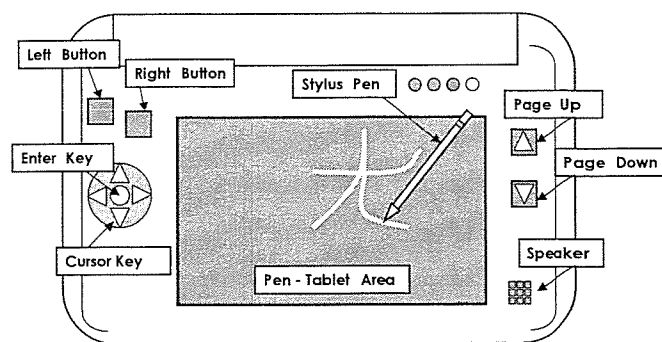 Left Button
Right Button
Stylus Pen
Page Up
Enter Key
Page Down
Cursor Key
Speaker
Pen - Tablet Area